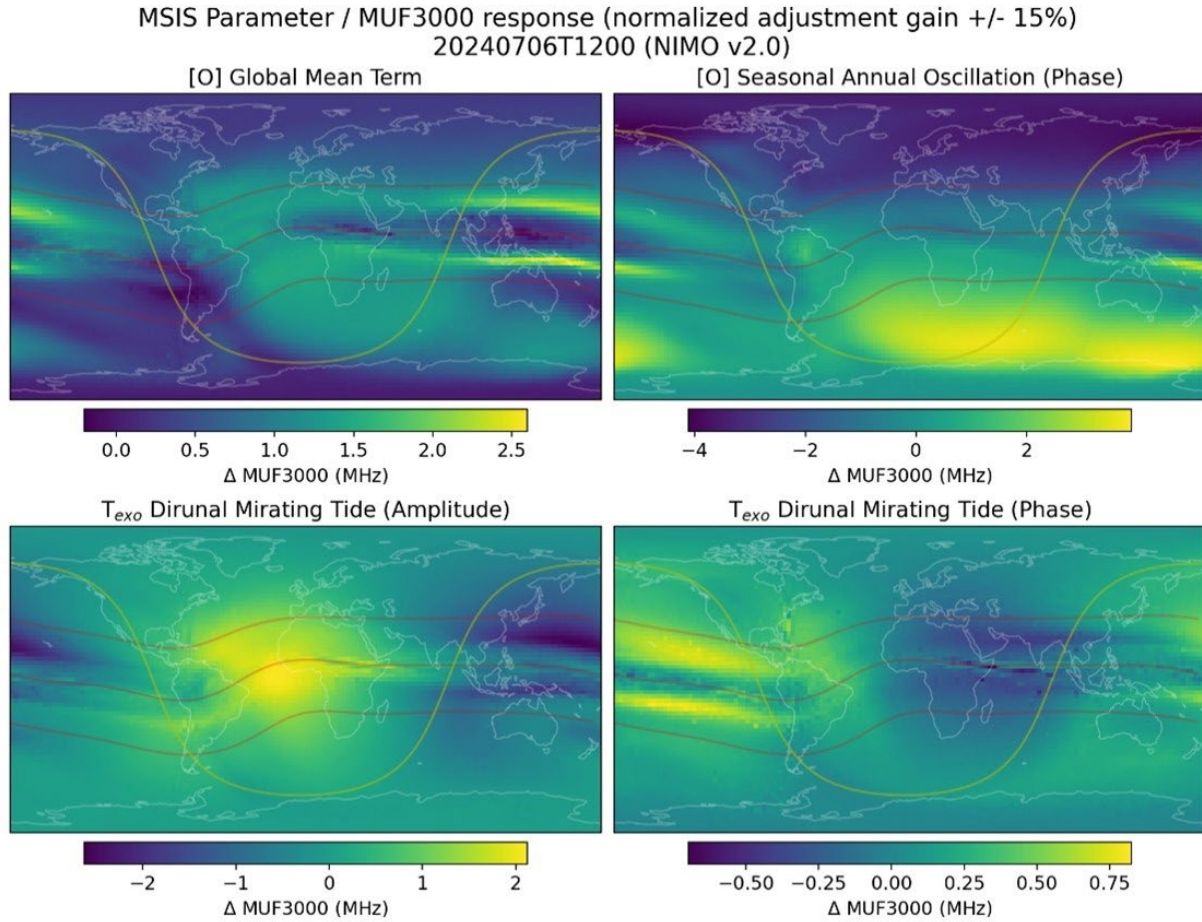 MSIS Parameter / MUF3000 response (normalized adjustment gain +/- 15%)
20240706T1200 (NIMO v2.0)
[O] Global Mean Term
[O] Seasonal Annual Oscillation (Phase)
0.0 0.5 1.0 1.5 2.0 2.5
Δ MUF3000 (MHz)
−4 −2 0 2
Δ MUF3000 (MHz)
Texo Dirunal Mirating Tide (Amplitude)
Texo Dirunal Mirating Tide (Phase)
−2 −1 0 1 2
Δ MUF3000 (MHz)
−0.50 −0.25 0.00 0.25 0.50 0.75
Δ MUF3000 (MHz)